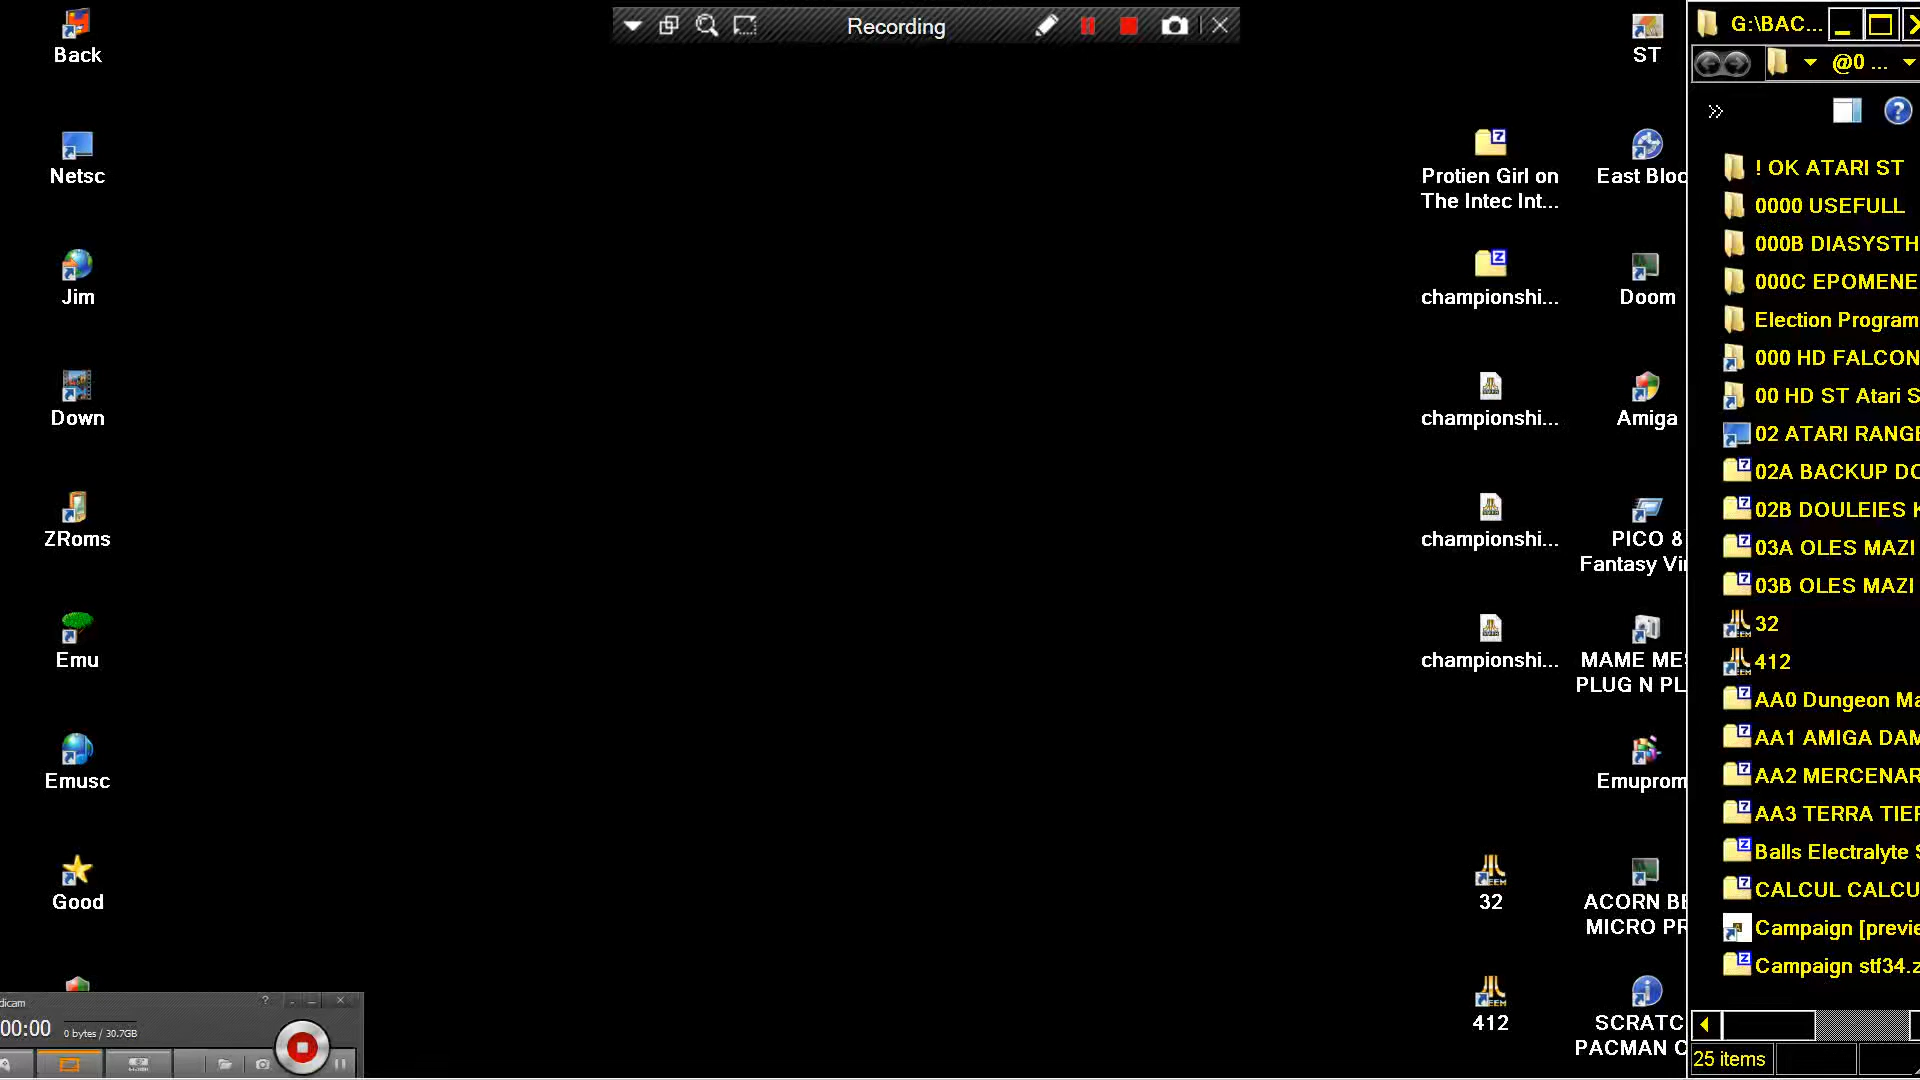 Back
Netsc
Jim
Down
ZRoms
Emu
Emusc
Good
dicam
00:00
0 bytes / 30.7GB
Recording
Protien Girl on
The Intec Int...
championshi...
championshi...
championshi...
championshi...
32
412
ST
East Bloc
Doom
Amiga
PICO 8
Fantasy Vi
MAME MES
PLUG N PL
Emuprom
ACORN BE
MICRO PR
SCRATC
PACMAN C
G:\BAC...
@0 ...
! OK ATARI ST
0000 USEFULL
000B DIASYSTH
000C EPOMENE
Election Program
000 HD FALCON
00 HD ST Atari S
02 ATARI RANGE
02A BACKUP DO
02B DOULEIES K
03A OLES MAZI
03B OLES MAZI
32
412
AA0 Dungeon Ma
AA1 AMIGA DAM
AA2 MERCENAR
AA3 TERRA TIER
Balls Electralyte S
CALCUL CALCU
Campaign [previe
Campaign stf34.z
25 items